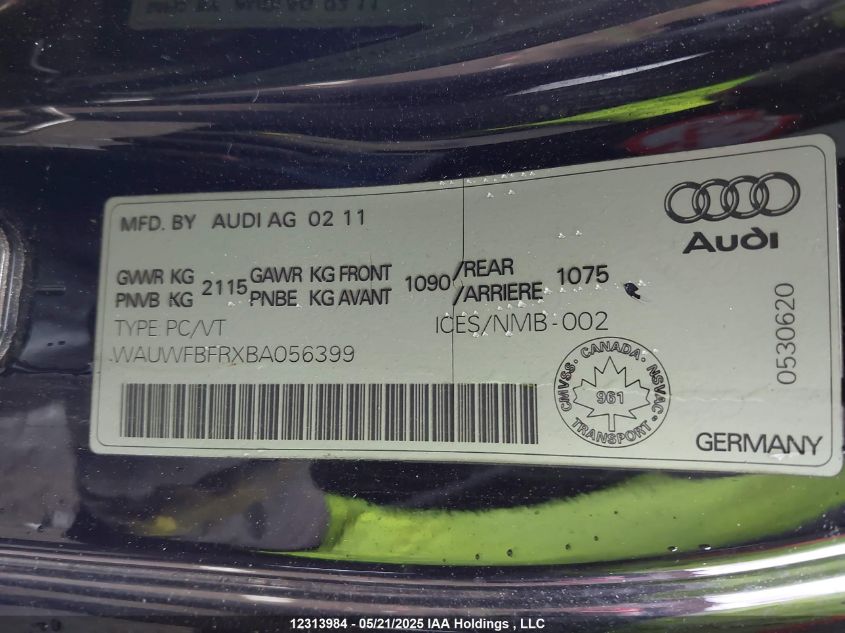 MFD. BY AUDI AG 02 11
Audi
GVWR KG 2115 GAWR KG FRONT 1090 /REAR 1075
PNVB KG PNBE KG AVANT /ARRIERE
TYPE PC/VT ICES/NMB-002
WAUWFBFRXBA056399
0530620
CMVSS. CANADA. NSVAC.
961
TRANSPORT
GERMANY
12313984 - 05/21/2025 IAA Holdings , LLC